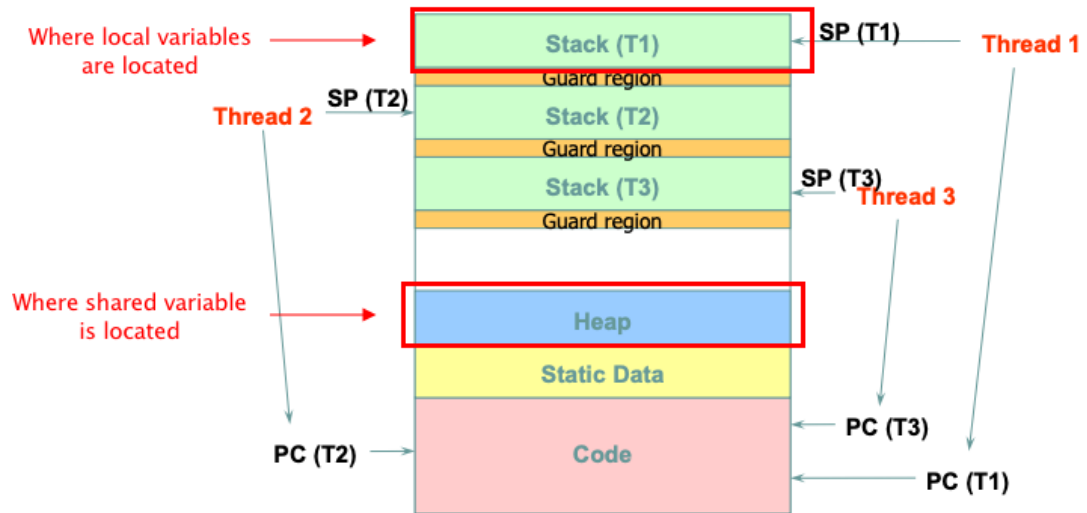 Where local variables
are located
Stack (T1)
SP (T1)
Thread 1
Guard region
SP (T2)
Thread 2
Stack (T2)
Guard region
Stack (T3)
SP (T3)
Thread 3
Guard region
Where shared variable
is located
Heap
Static Data
PC (T3)
PC (T2)
Code
PC (T1)